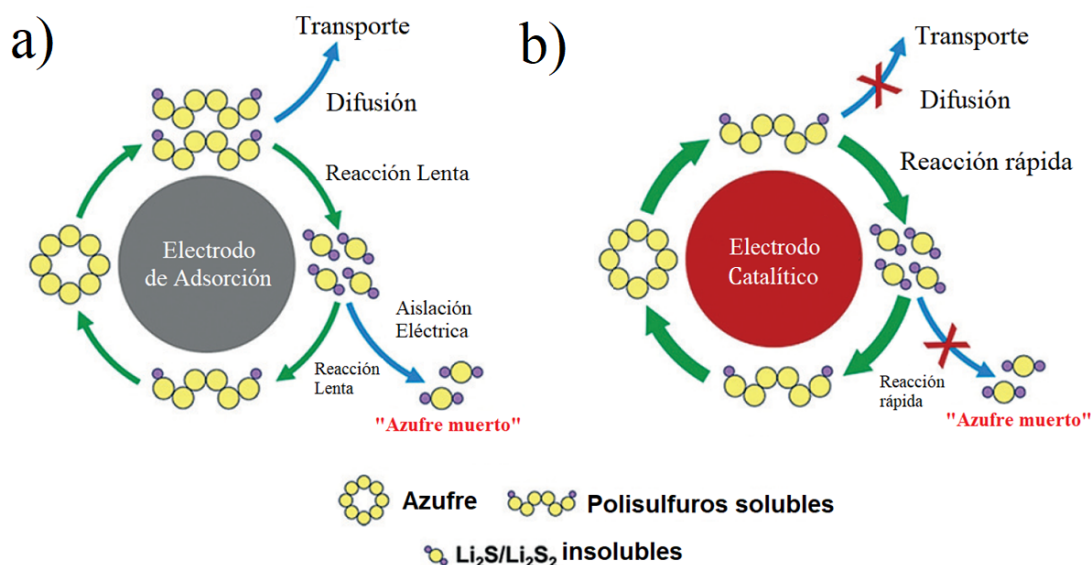 a)
Transporte
Difusión
Reacción Lenta
Electrodo
de Adsorción
Aislación
Eléctrica
Reacción
Lenta
"Azufre muerto"
b)
Transporte
Difusión
Reacción rápida
Electrodo
Catalítico
Reacción
rápida
"Azufre muerto"
Azufre
Polisulfuros solubles
Li₂S/Li₂S₂ insolubles